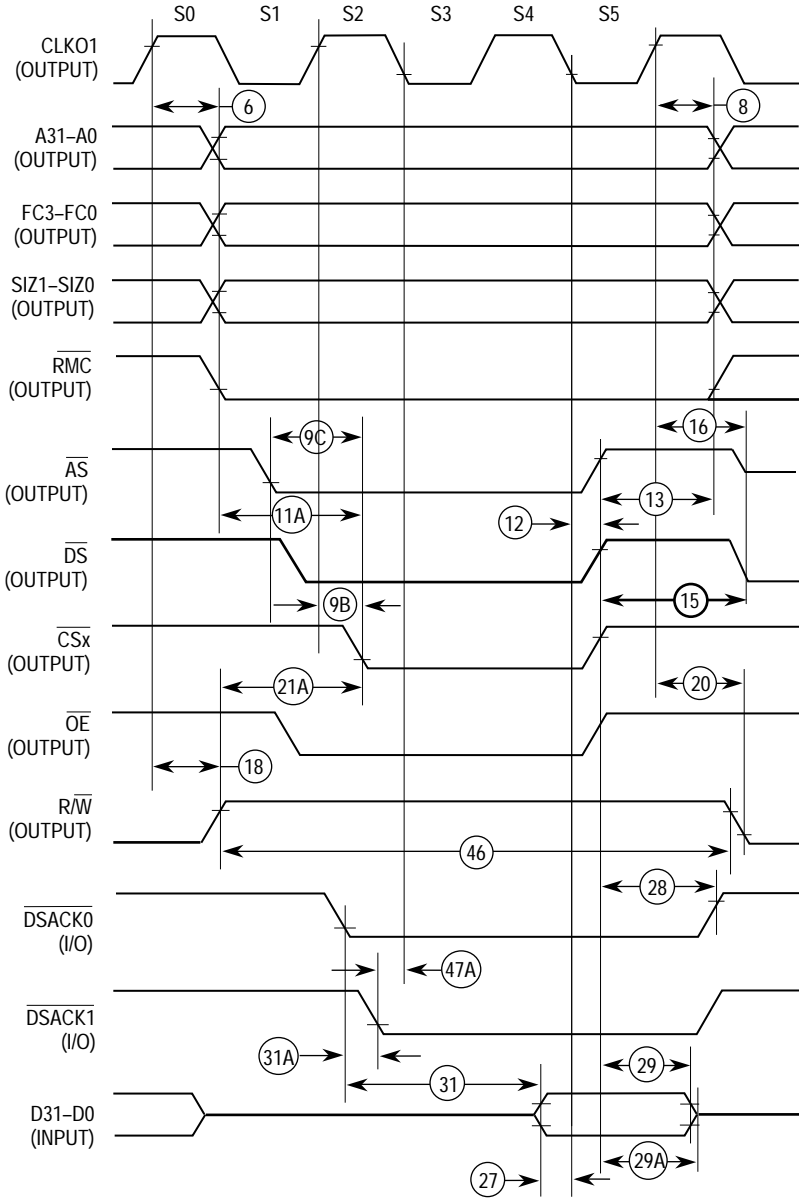 S0 S1 S2 S3 S4 S5
CLKO1
(OUTPUT)
6 8
A31–A0
(OUTPUT)
FC3–FC0
(OUTPUT)
SIZ1–SIZ0
(OUTPUT)
RMC
(OUTPUT)
9C 16
AS
(OUTPUT)
11A 12 13
DS
(OUTPUT)
9B 15
CSx
(OUTPUT)
21A 20
OE
(OUTPUT)
18
R/W
(OUTPUT)
46
28
DSACK0
(I/O)
47A
DSACK1
(I/O)
31A 31 29
D31–D0
(INPUT)
27 29A